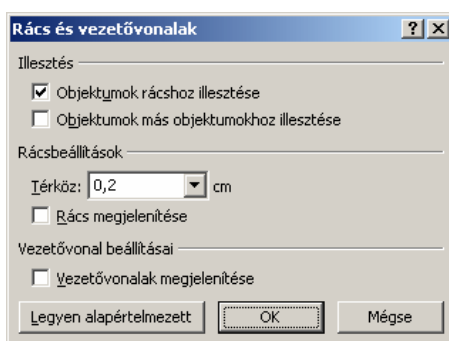 Rács és vezetővonalak
Illesztés
Objektumok rácshoz illesztése
Objektumok más objektumokhoz illesztése
Rácsbeállítások
Térköz: 0,2 cm
Rács megjelenítése
Vezetővonal beállításai
Vezetővonalak megjelenítése
Legyen alapértelmezett OK Mégse